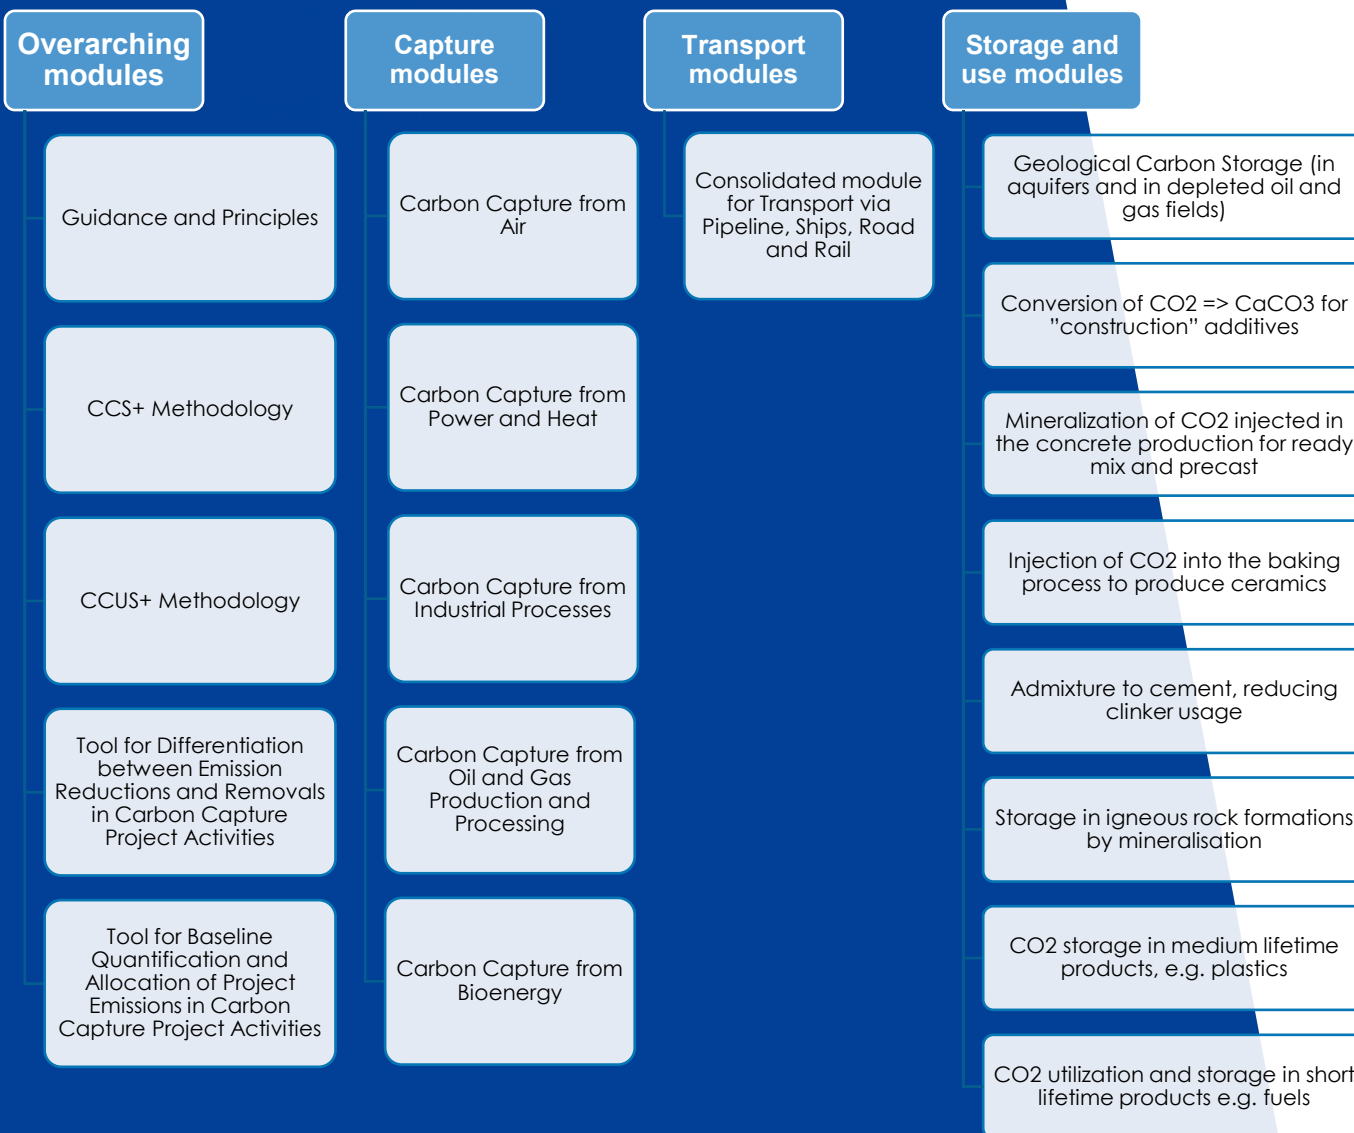 Overarching
modules
Guidance and Principles
CCS+ Methodology
CCUS+ Methodology
Tool for Differentiation
between Emission
Reductions and Removals
in Carbon Capture
Project Activities
Tool for Baseline
Quantification and
Allocation of Project
Emissions in Carbon
Capture Project Activities
Capture
modules
Carbon Capture from
Air
Carbon Capture from
Power and Heat
Carbon Capture from
Industrial Processes
Carbon Capture from
Oil and Gas
Production and
Processing
Carbon Capture from
Bioenergy
Transport
modules
Consolidated module
for Transport via
Pipeline, Ships, Road
and Rail
Storage and
use modules
Geological Carbon Storage (in
aquifers and in depleted oil and
gas fields)
Conversion of CO2 => CaCO3 for
”construction” additives
Mineralization of CO2 injected in
the concrete production for ready
mix and precast
Injection of CO2 into the baking
process to produce ceramics
Admixture to cement, reducing
clinker usage
Storage in igneous rock formations
by mineralisation
CO2 storage in medium lifetime
products, e.g. plastics
CO2 utilization and storage in short
lifetime products e.g. fuels